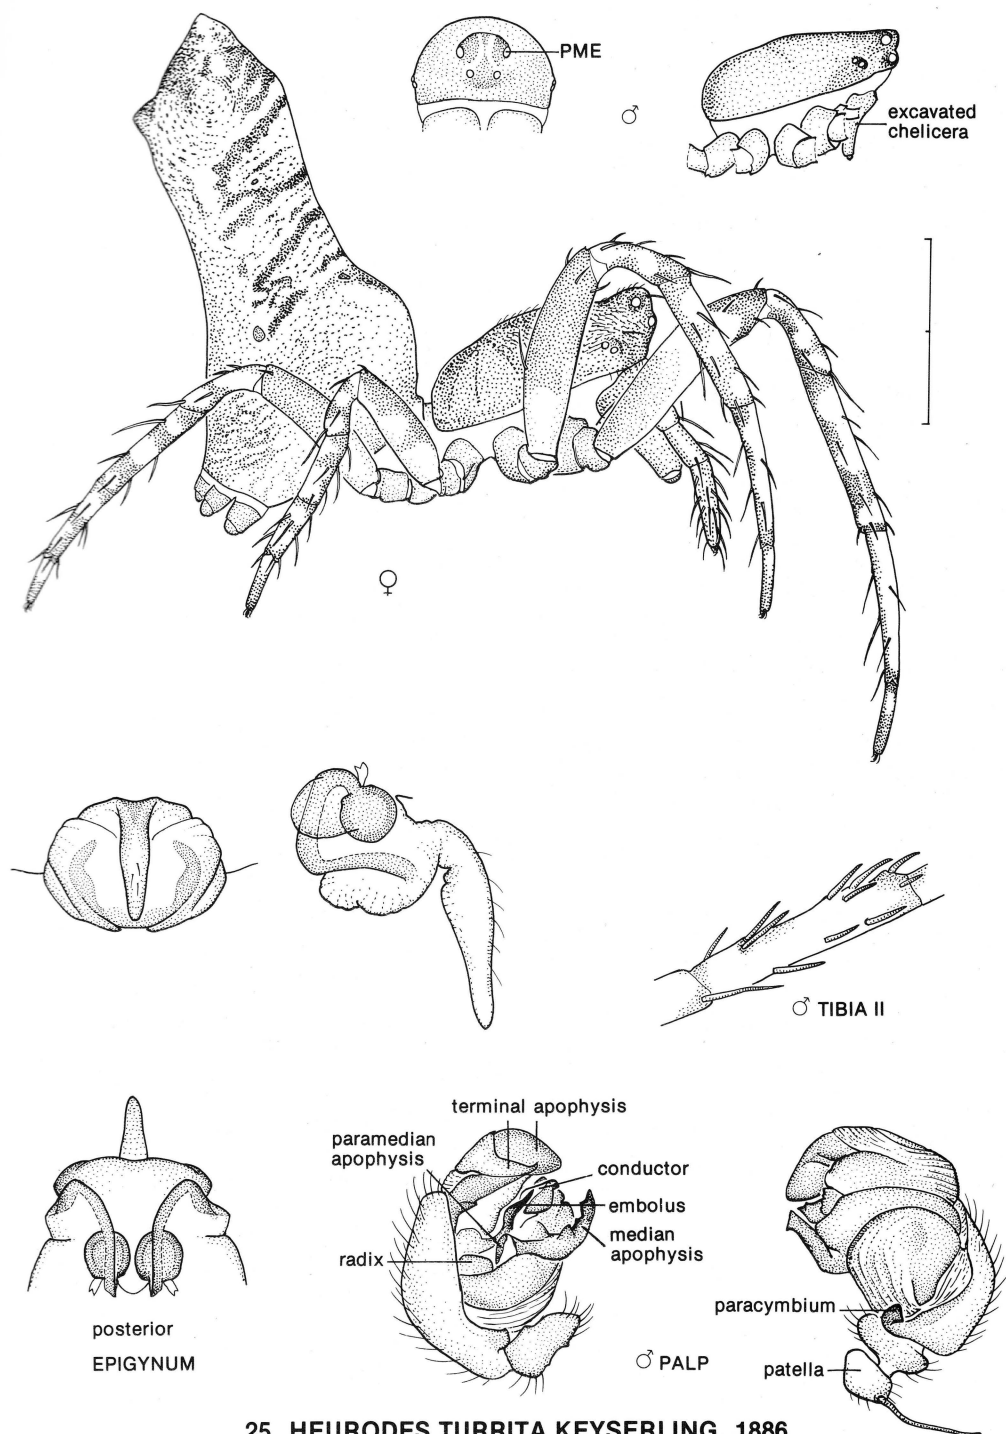 PME
♂
excavated
chelicera
♀
♂ TIBIA II
terminal apophysis
paramedian
apophysis
conductor
embolus
median
apophysis
radix
paracymbium
posterior
EPIGYNUM
♂ PALP
patella
25 HEURODES TURRITA KEYSERLING, 1886